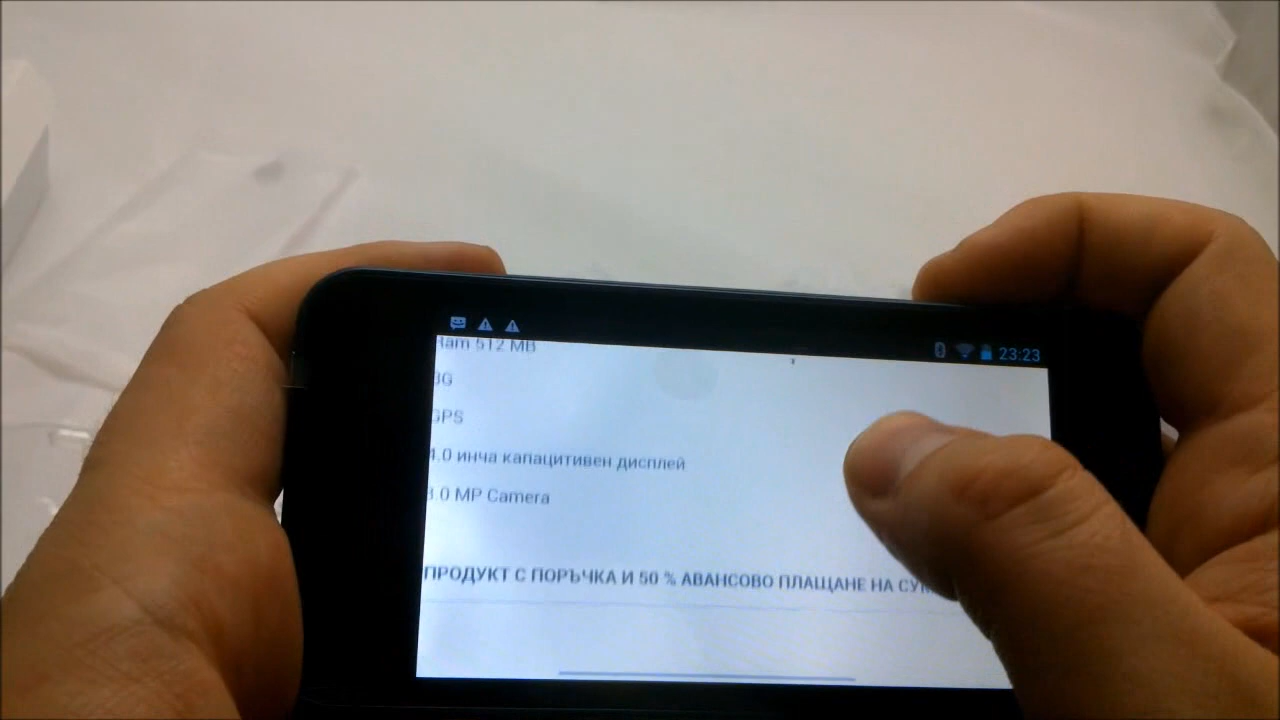 23:23
Ram 512 MB
3G
GPS
4.0 инча капацитивен дисплей
.0 MP Camera
ПРОДУКТ С ПОРЪЧКА И 50 % АВАНСОВО ПЛАЩАНЕ НА